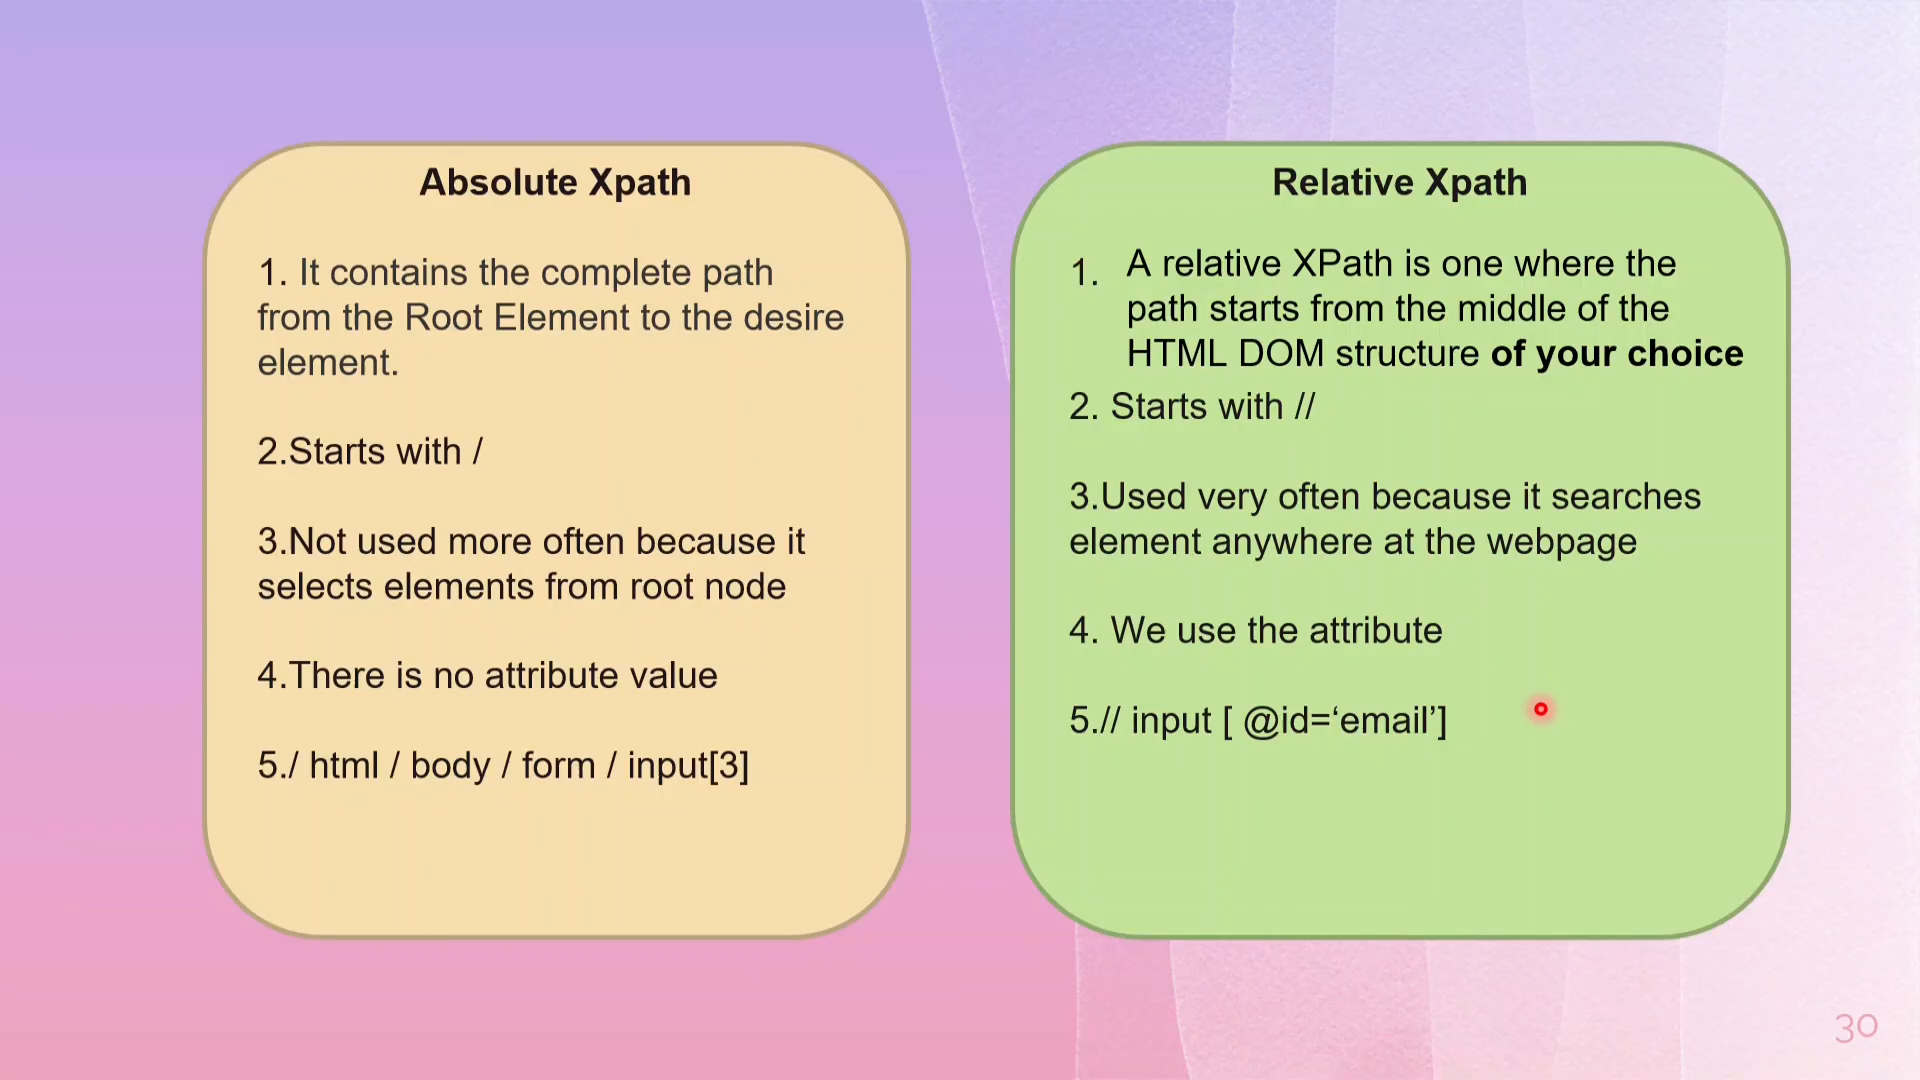 Absolute Xpath
1. It contains the complete path
from the Root Element to the desire
element.
2.Starts with /
3.Not used more often because it
selects elements from root node
4.There is no attribute value
5./ html / body / form / input[3]
Relative Xpath
1. A relative XPath is one where the
path starts from the middle of the
HTML DOM structure of your choice
2. Starts with //
3.Used very often because it searches
element anywhere at the webpage
4. We use the attribute
5.// input [ @id=‘email’]
30